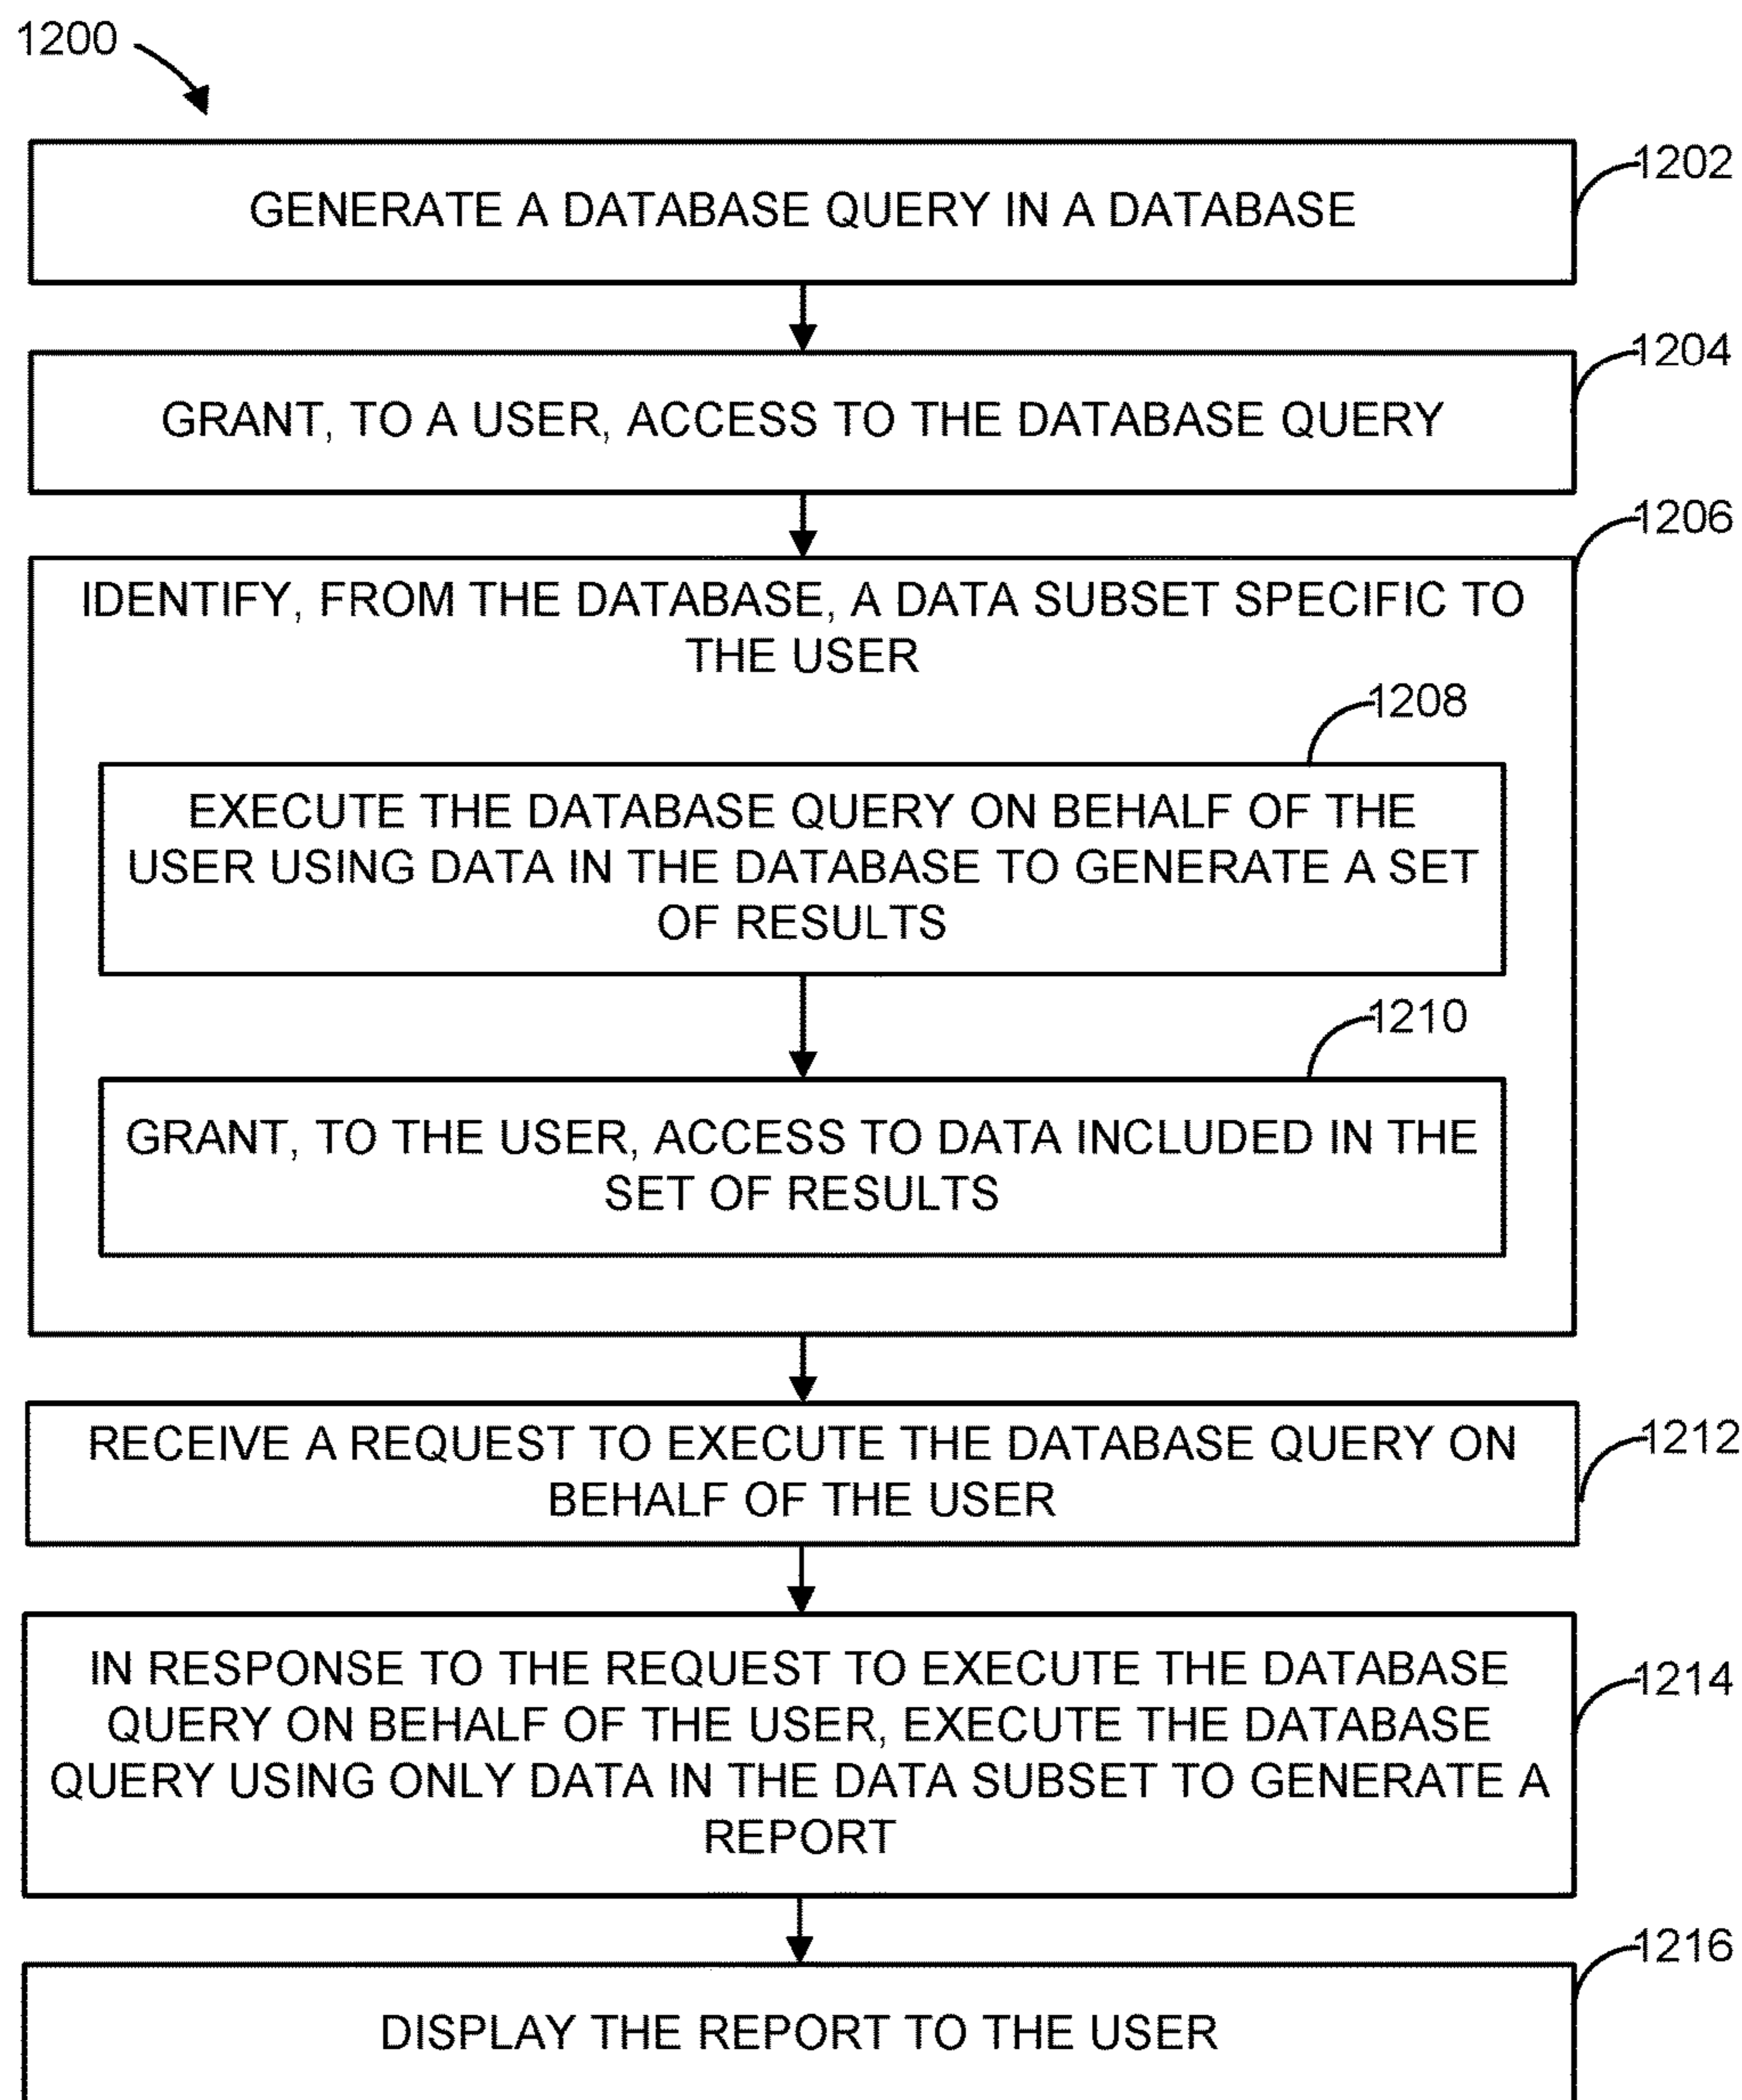 1200
1202
GENERATE A DATABASE QUERY IN A DATABASE
1204
GRANT, TO A USER, ACCESS TO THE DATABASE QUERY
1206
IDENTIFY, FROM THE DATABASE, A DATA SUBSET SPECIFIC TO
THE USER
1208
EXECUTE THE DATABASE QUERY ON BEHALF OF THE
USER USING DATA IN THE DATABASE TO GENERATE A SET
OF RESULTS
1210
GRANT, TO THE USER, ACCESS TO DATA INCLUDED IN THE
SET OF RESULTS
1212
RECEIVE A REQUEST TO EXECUTE THE DATABASE QUERY ON
BEHALF OF THE USER
1214
IN RESPONSE TO THE REQUEST TO EXECUTE THE DATABASE
QUERY ON BEHALF OF THE USER, EXECUTE THE DATABASE
QUERY USING ONLY DATA IN THE DATA SUBSET TO GENERATE A
REPORT
1216
DISPLAY THE REPORT TO THE USER